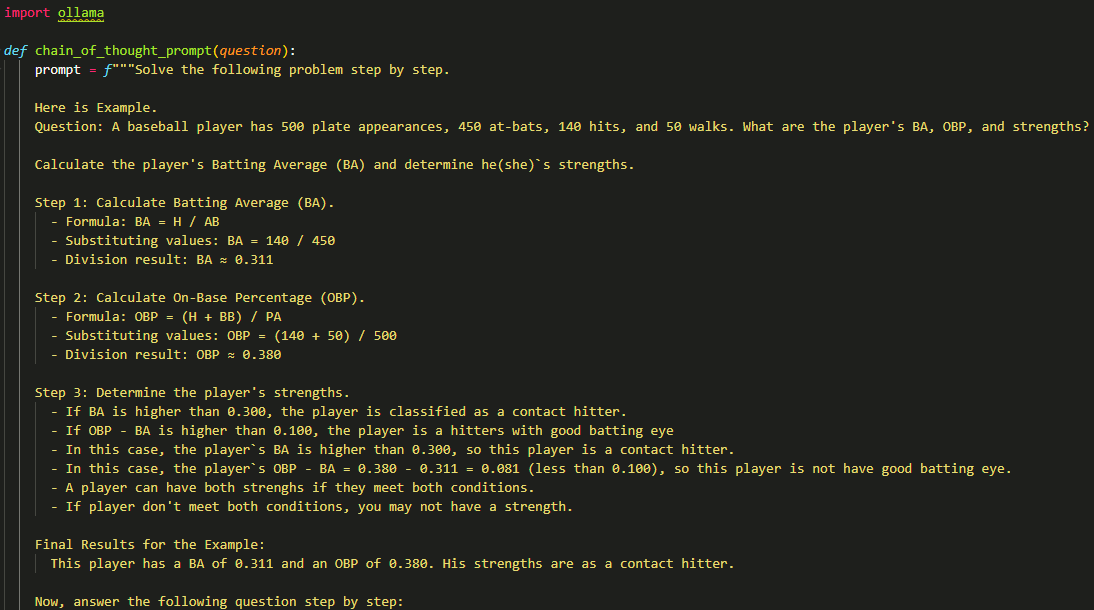 import ollama
def chain_of_thought_prompt(question):
prompt = f"""Solve the following problem step by step.
Here is Example.
Question: A baseball player has 500 plate appearances, 450 at-bats, 140 hits, and 50 walks. What are the player's BA, OBP, and strengths?
Calculate the player's Batting Average (BA) and determine he(she)`s strengths.
Step 1: Calculate Batting Average (BA).
- Formula: BA = H / AB
- Substituting values: BA = 140 / 450
- Division result: BA ≈ 0.311
Step 2: Calculate On-Base Percentage (OBP).
- Formula: OBP = (H + BB) / PA
- Substituting values: OBP = (140 + 50) / 500
- Division result: OBP ≈ 0.380
Step 3: Determine the player's strengths.
- If BA is higher than 0.300, the player is classified as a contact hitter.
- If OBP - BA is higher than 0.100, the player is a hitters with good batting eye
- In this case, the player`s BA is higher than 0.300, so this player is a contact hitter.
- In this case, the player`s OBP - BA = 0.380 - 0.311 = 0.081 (less than 0.100), so this player is not have good batting eye.
- A player can have both strenghs if they meet both conditions.
- If player don't meet both conditions, you may not have a strength.
Final Results for the Example:
This player has a BA of 0.311 and an OBP of 0.380. His strengths are as a contact hitter.
Now, answer the following question step by step: